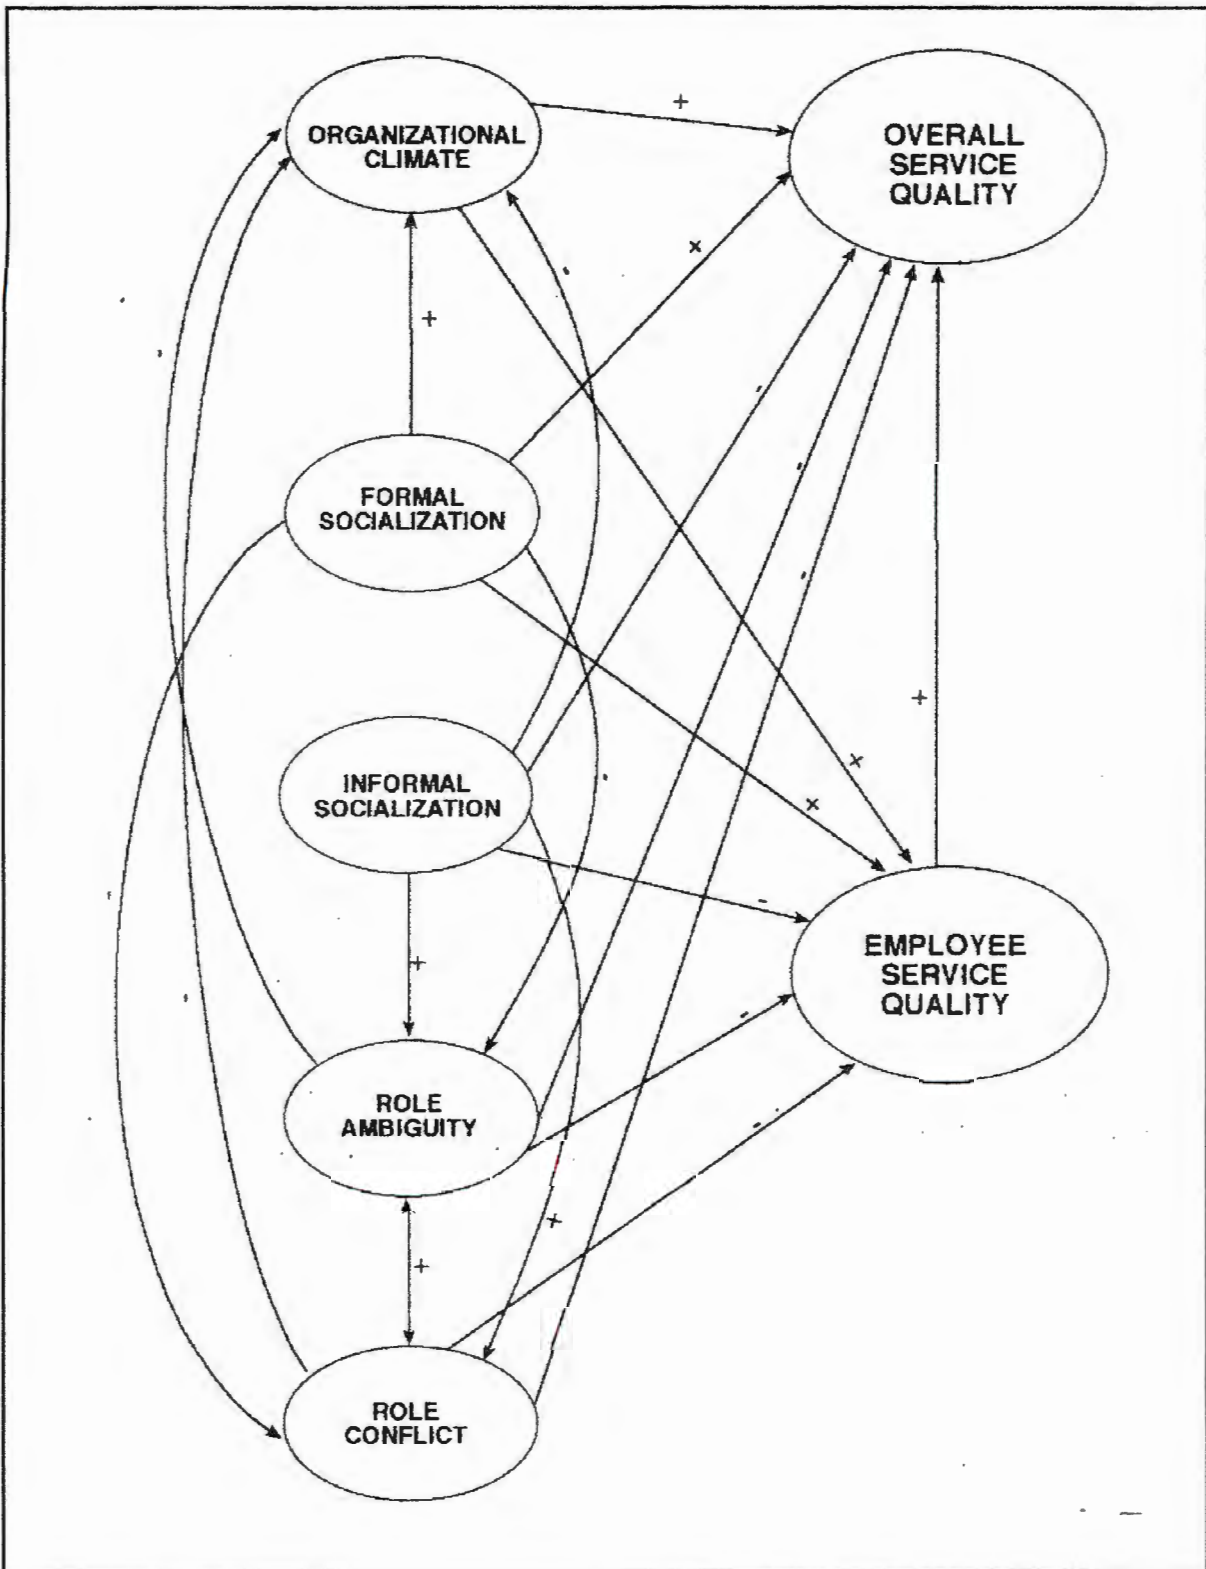 ORGANIZATIONAL
CLIMATE
OVERALL
SERVICE
QUALITY
+
×
-
+
-
FORMAL
SOCIALIZATION
-
-
+
INFORMAL
SOCIALIZATION
×
×
-
-
EMPLOYEE
SERVICE
QUALITY
+
-
ROLE
AMBIGUITY
-
+
+
ROLE
CONFLICT